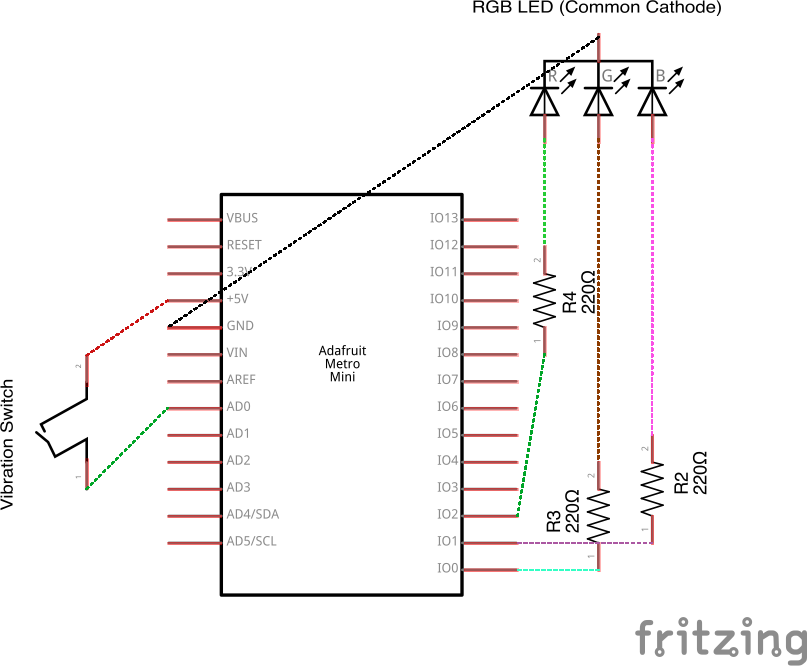 RGB LED (Common Cathode)
R
G
B
VBUS
RESET
3.3V
+5V
GND
VIN
AREF
AD0
AD1
AD2
AD3
AD4/SDA
AD5/SCL
Adafruit
Metro
Mini
IO13
IO12
IO11
IO10
IO9
IO8
IO7
IO6
IO5
IO4
IO3
IO2
IO1
IO0
Vibration Switch
2
1
2
1
R4
220Ω
2
1
R3
220Ω
2
1
R2
220Ω
fritzing